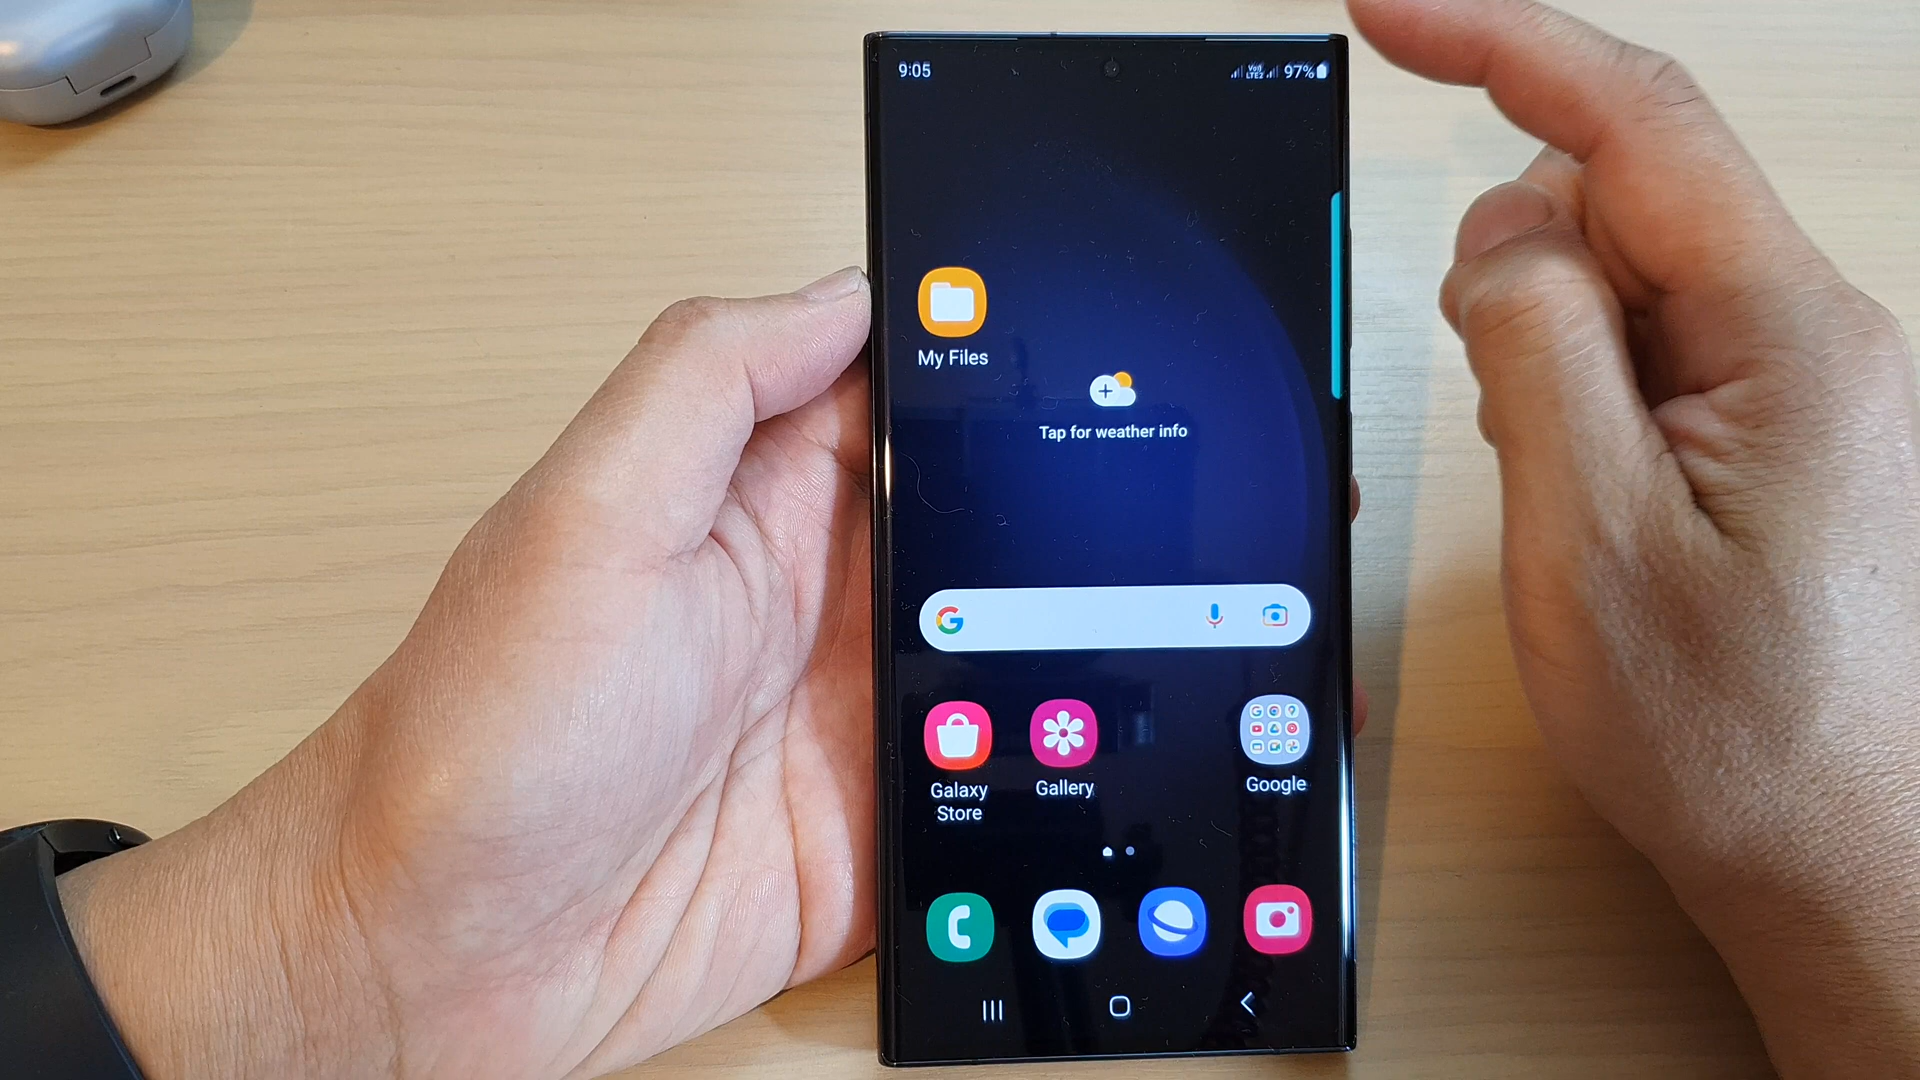 9:05
97%
My Files
Tap for weather info
Galaxy
Store
Gallery
Google